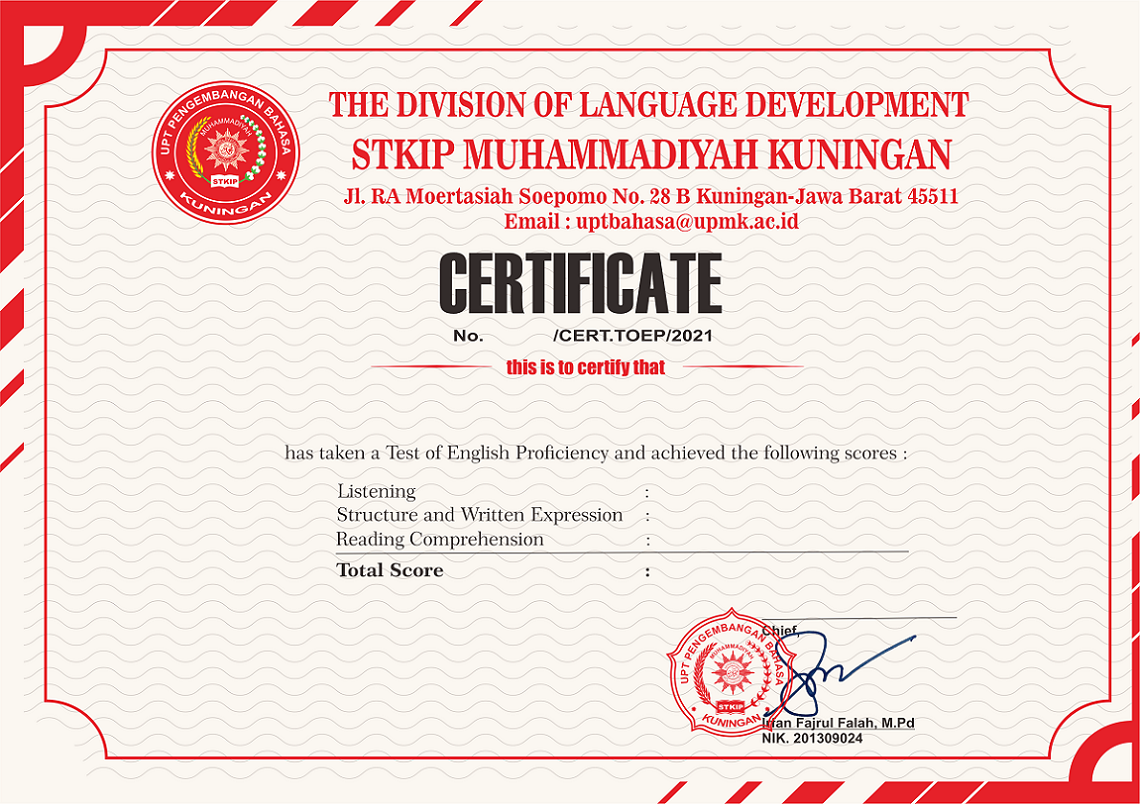 UPT PENGEMBANGAN BAHASA
MUHAMMADIYAH
STKIP
KUNINGAN
THE DIVISION OF LANGUAGE DEVELOPMENT
STKIP MUHAMMADIYAH KUNINGAN
Jl. RA Moertasiah Soepomo No. 28 B Kuningan-Jawa Barat 45511
Email : uptbahasa@upmk.ac.id
CERTIFICATE
No. /CERT.TOEP/2021
this is to certify that
has taken a Test of English Proficiency and achieved the following scores :
Listening :
Structure and Written Expression :
Reading Comprehension :
Total Score :
Chief,
UPT PENGEMBANGAN BAHASA
MUHAMMADIYAH
STKIP
KUNINGAN
Irfan Fajrul Falah, M.Pd
NIK. 201309024